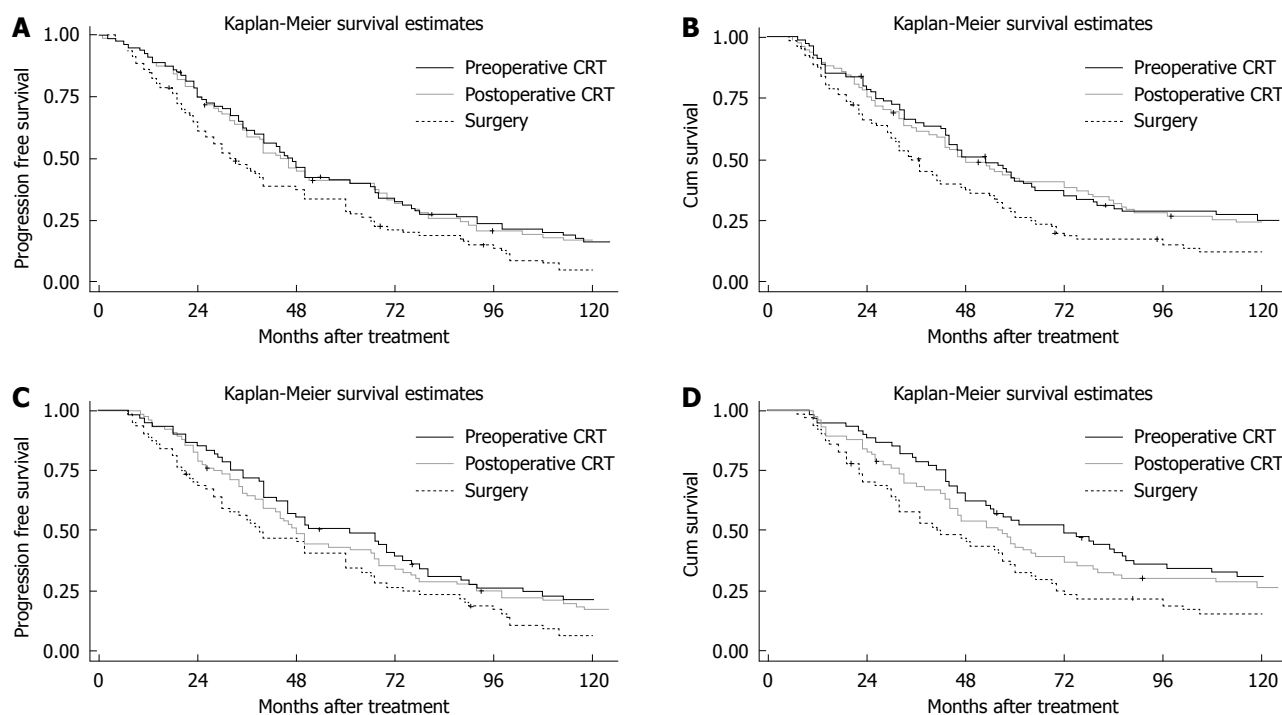 A
Kaplan-Meier survival estimates
Progression free survival
1.00
0.75
0.50
0.25
0.00
Preoperative CRT
Postoperative CRT
Surgery
0 24 48 72 96 120
Months after treatment
B
Kaplan-Meier survival estimates
Cum survival
1.00
0.75
0.50
0.25
0.00
Preoperative CRT
Postoperative CRT
Surgery
0 24 48 72 96 120
Months after treatment
C
Kaplan-Meier survival estimates
Progression free survival
1.00
0.75
0.50
0.25
0.00
Preoperative CRT
Postoperative CRT
Surgery
0 24 48 72 96 120
Months after treatment
D
Kaplan-Meier survival estimates
Cum survival
1.00
0.75
0.50
0.25
0.00
Preoperative CRT
Postoperative CRT
Surgery
0 24 48 72 96 120
Months after treatment